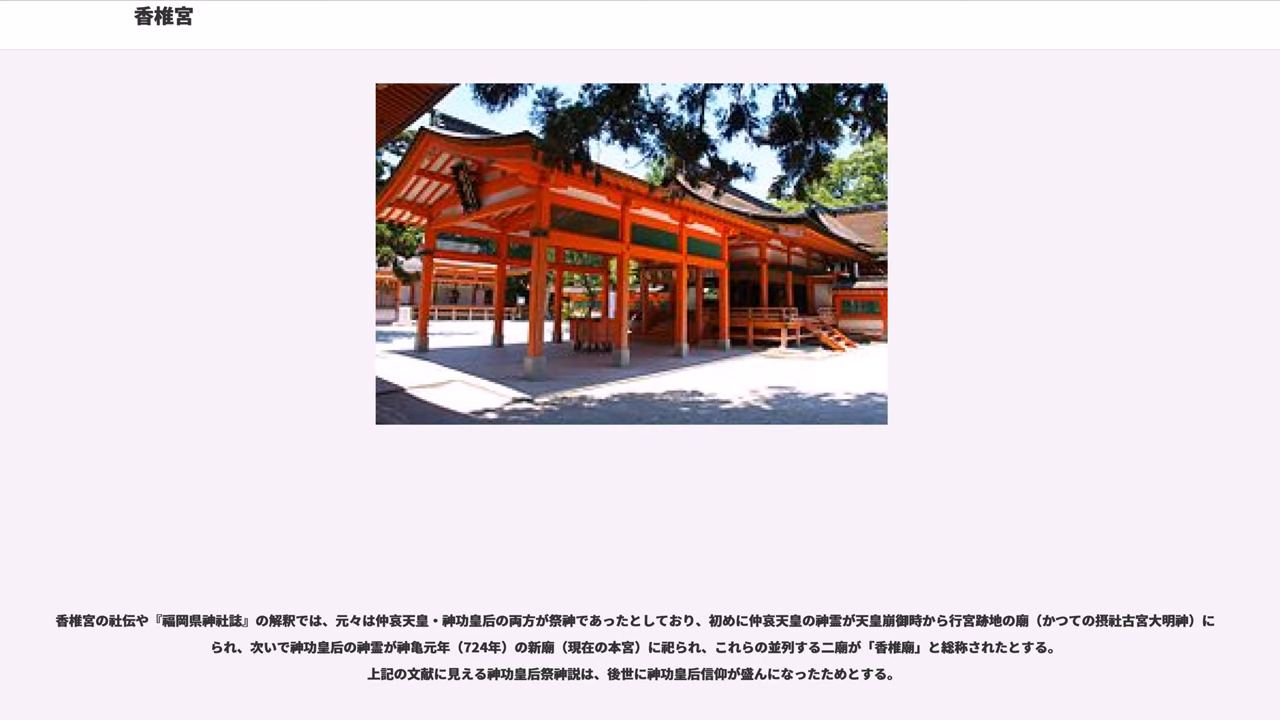 香椎宮
香椎宮の社伝や『福岡県神社誌』の解釈では、元々は仲哀天皇・神功皇后の両方が祭神であったとしており、初めに仲哀天皇の神霊が天皇崩御時から行宮跡地の廟（かつての摂社古宮大明神）に
られ、次いで神功皇后の神霊が神亀元年（724年）の新廟（現在の本宮）に祀られ、これらの並列する二廟が「香椎廟」と総称されたとする。
上記の文献に見える神功皇后祭神説は、後世に神功皇后信仰が盛んになったためとする。